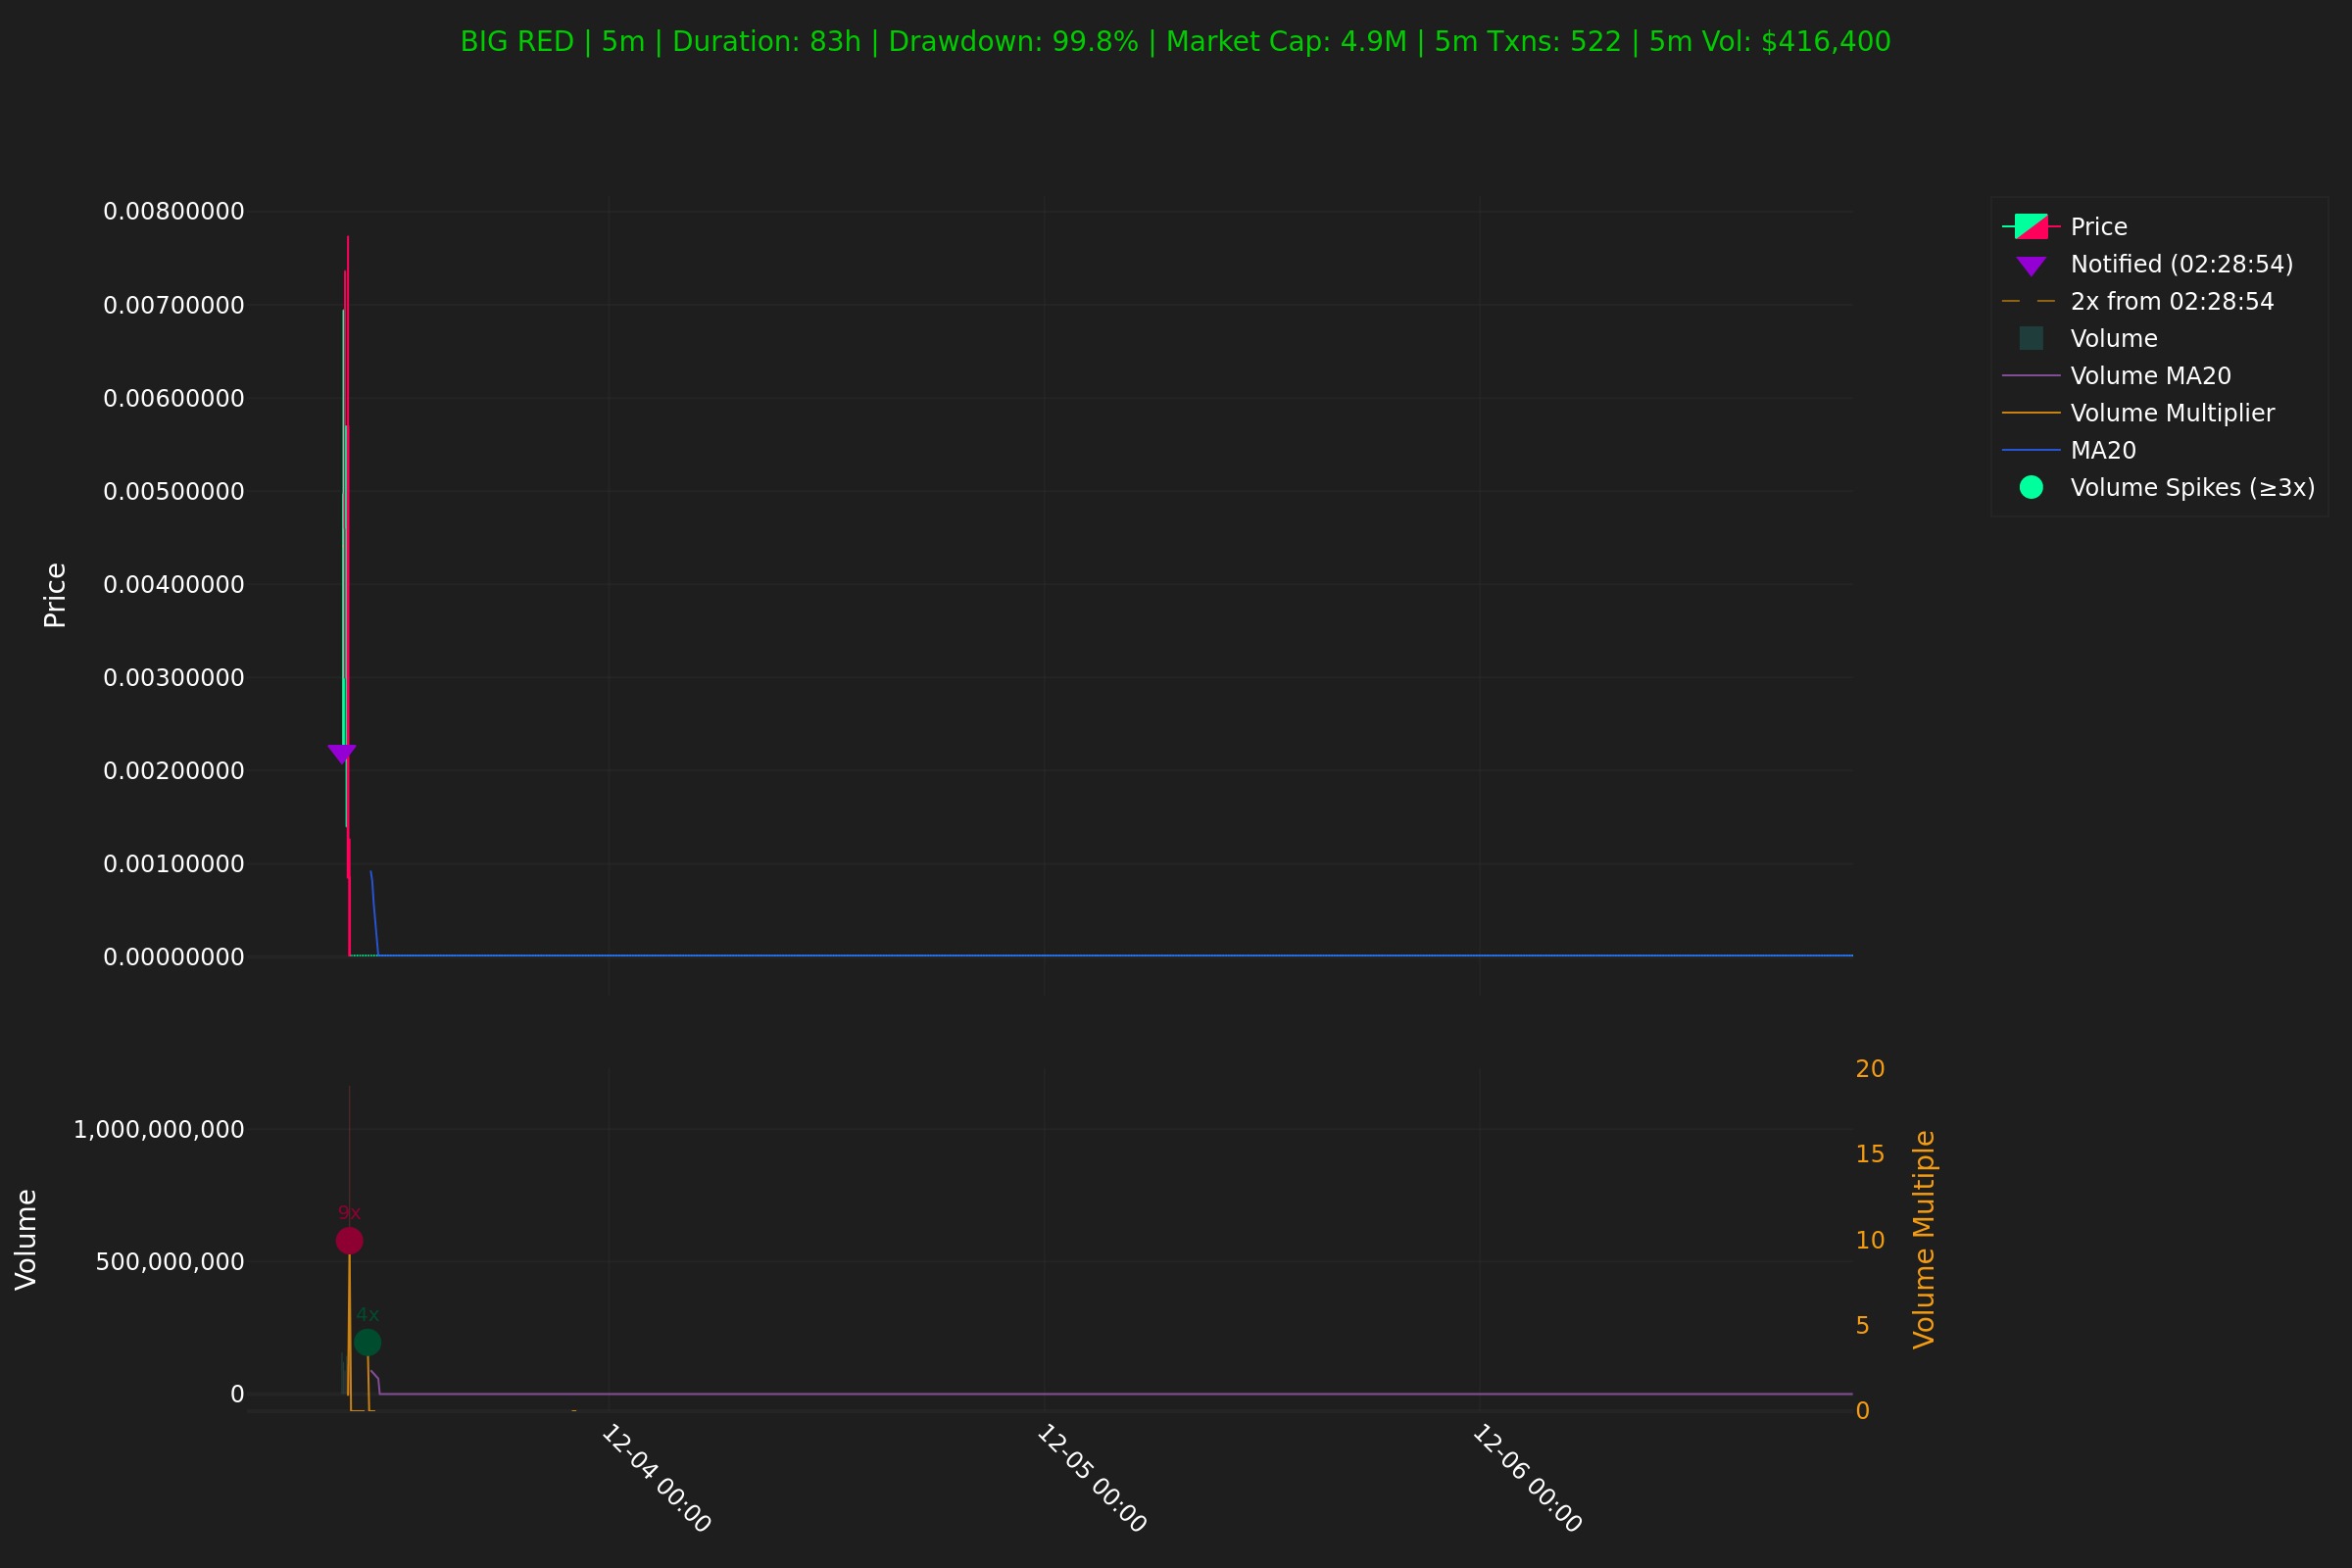 BIG RED | 5m | Duration: 83h | Drawdown: 99.8% | Market Cap: 4.9M | 5m Txns: 522 | 5m Vol: $416,400
Price
0.00800000
0.00700000
0.00600000
0.00500000
0.00400000
0.00300000
0.00200000
0.00100000
0.00000000
Price
Notified (02:28:54)
2x from 02:28:54
Volume
Volume MA20
Volume Multiplier
MA20
Volume Spikes (≥3x)
Volume
1,000,000,000
500,000,000
0
9x
4x
20
15
10
5
0
Volume Multiple
12-04 00:00
12-05 00:00
12-06 00:00